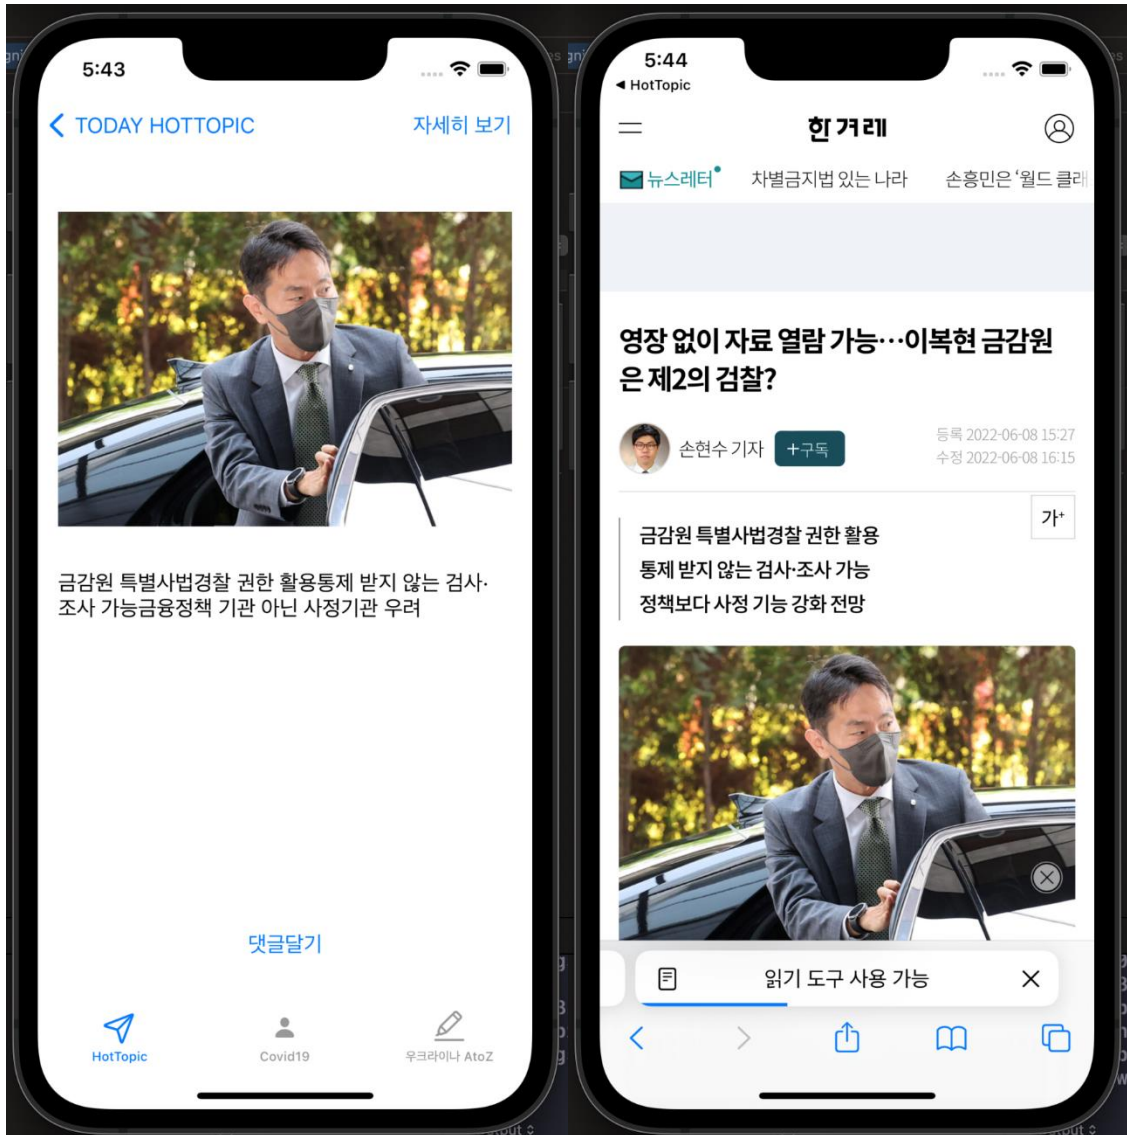 5:43
TODAY HOTTOPIC
자세히 보기
금감원 특별사법경찰 권한 활용통제 받지 않는 검사·
조사 가능금융정책 기관 아닌 사정기관 우려
댓글달기
HotTopic
Covid19
우크라이나 AtoZ
5:44
◀ HotTopic
한겨레
뉴스레터
차별금지법 있는 나라
손흥민은 ‘월드 클래
영장 없이 자료 열람 가능…이복현 금감원
은 제2의 검찰?
손현수 기자
+구독
등록 2022-06-08 15:27
수정 2022-06-08 16:15
가+
금감원 특별사법경찰 권한 활용
통제 받지 않는 검사·조사 가능
정책보다 사정 기능 강화 전망
읽기 도구 사용 가능